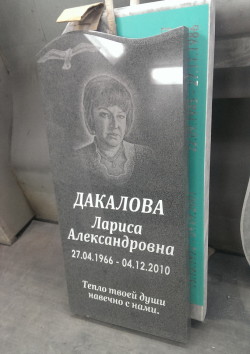 ДАКАЛОВА
Лариса
Александровна
27.04.1966 - 04.12.2010
Тепло твоей души
навечно с нами.